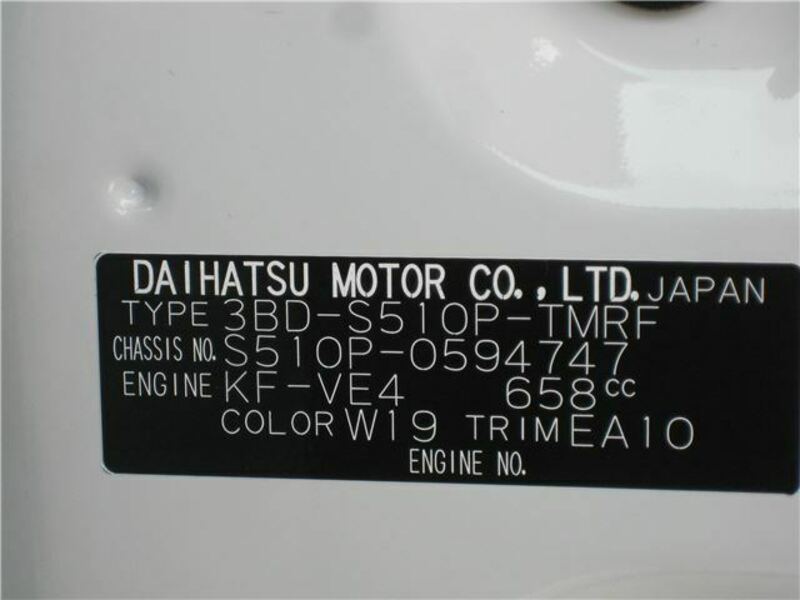 DAIHATSU MOTOR CO., LTD. JAPAN
TYPE 3BD-S510P-TMRF
CHASSIS NO. S510P-0594747
ENGINE KF-VE4 658cc
COLOR W19 TRIM EA10
ENGINE NO.